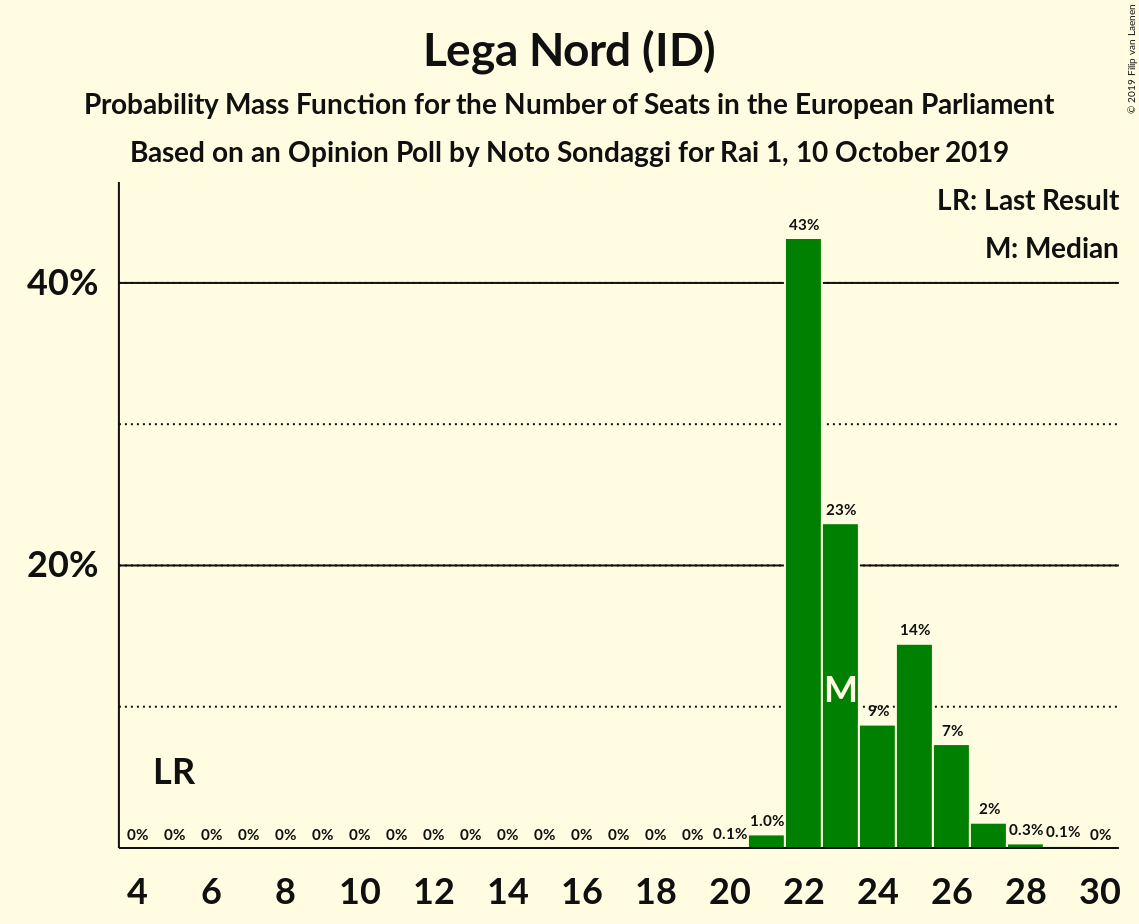 Lega Nord (ID)
Probability Mass Function for the Number of Seats in the European Parliament
Based on an Opinion Poll by Noto Sondaggi for Rai 1, 10 October 2019
© 2019 Filip van Laenen
LR: Last Result
M: Median
43%
40%
23%
20%
14%
M
9%
7%
LR
2%
0% 0% 0% 0% 0% 0% 0% 0% 0% 0% 0% 0% 0% 0% 0% 0% 0.1% 1.0% 0.3% 0.1% 0%
4 6 8 10 12 14 16 18 20 22 24 26 28 30